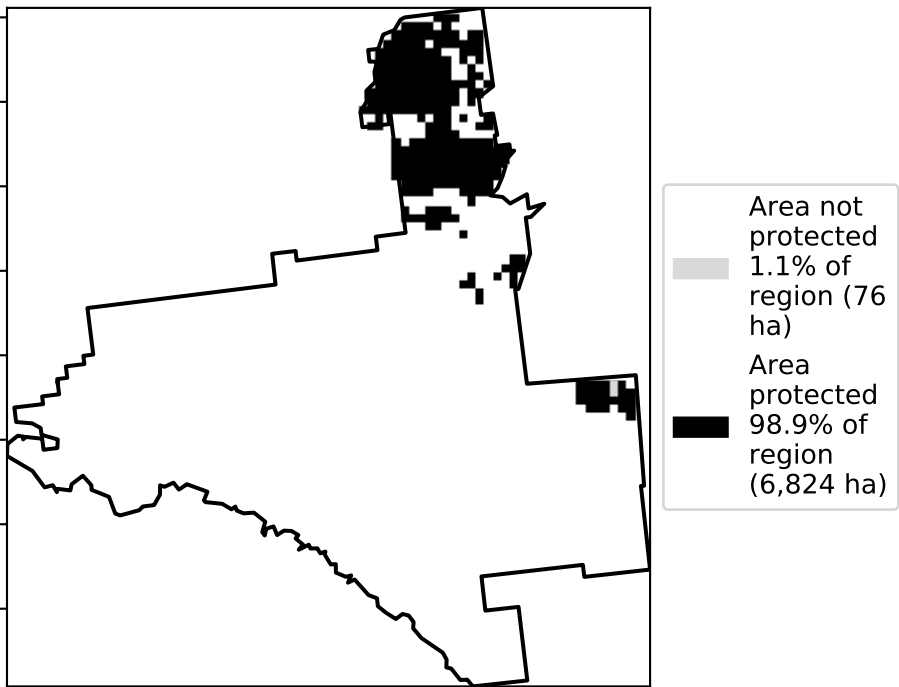 Area not
protected
1.1% of
region (76
ha)
Area
protected
98.9% of
region
(6,824 ha)